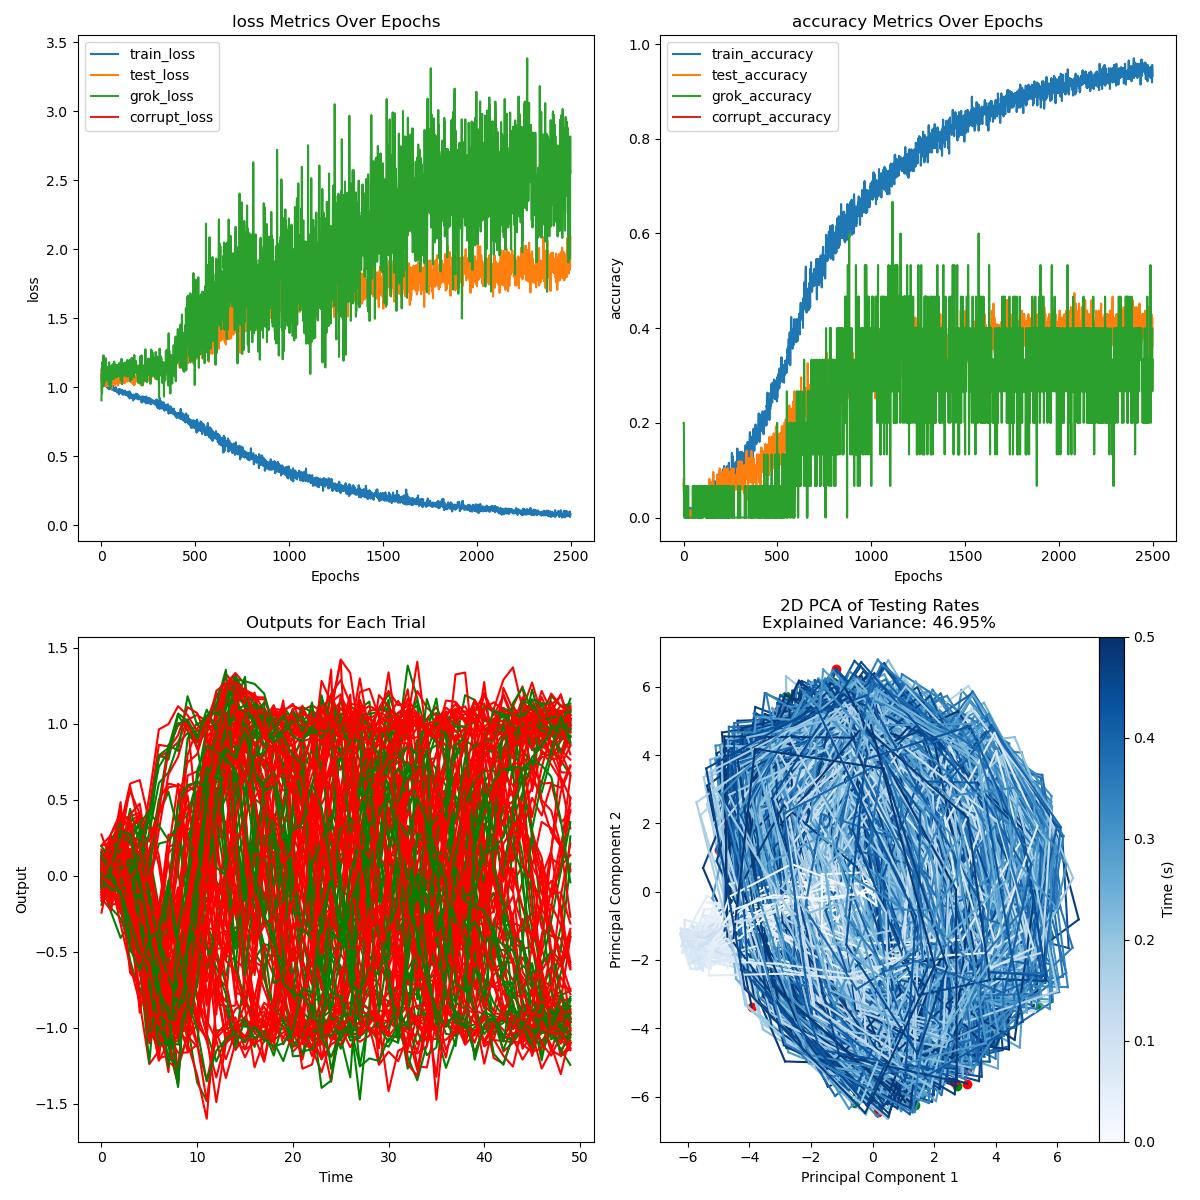 loss Metrics Over Epochs
3.5
3.0
2.5
2.0
1.5
1.0
0.5
0.0
loss
train_loss
test_loss
grok_loss
corrupt_loss
0
500
1000
1500
2000
2500
Epochs
accuracy Metrics Over Epochs
1.0
0.8
0.6
0.4
0.2
0.0
accuracy
train_accuracy
test_accuracy
grok_accuracy
corrupt_accuracy
0
500
1000
1500
2000
2500
Epochs
Outputs for Each Trial
1.5
1.0
0.5
0.0
−0.5
−1.0
−1.5
Output
0
10
20
30
40
50
Time
2D PCA of Testing Rates
Explained Variance: 46.95%
6
4
2
0
−2
−4
−6
Principal Component 2
−6
−4
−2
0
2
4
6
Principal Component 1
0.5
0.4
0.3
0.2
0.1
0.0
Time (s)